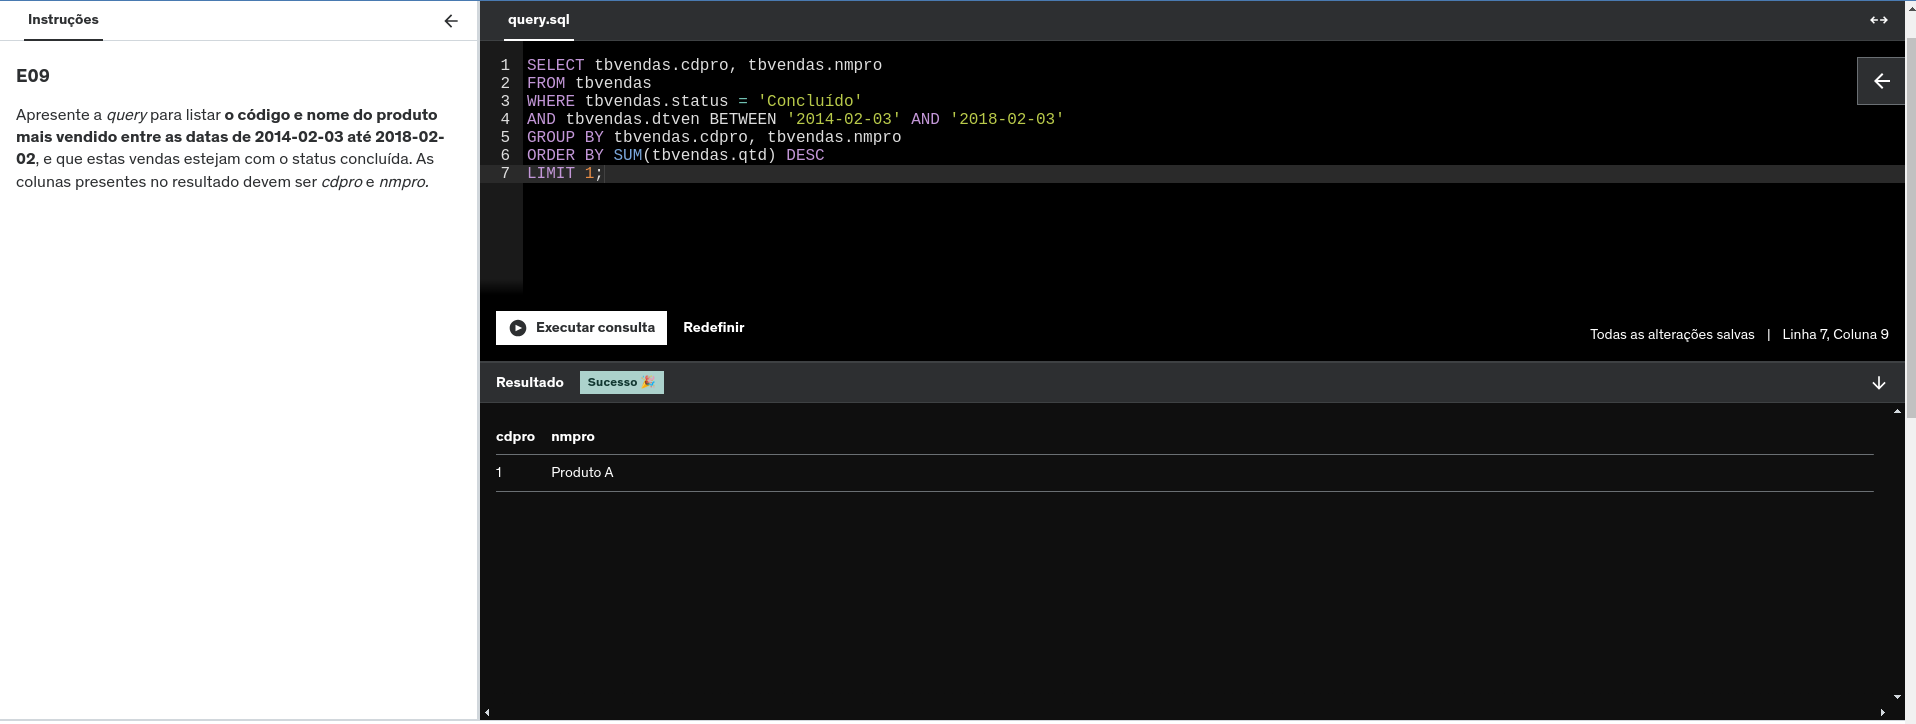 Instruções
E09
Apresente a query para listar o código e nome do produto
mais vendido entre as datas de 2014-02-03 até 2018-02-
02, e que estas vendas estejam com o status concluída. As
colunas presentes no resultado devem ser cdpro e nmpro.
query.sql
1 SELECT tbvendas.cdpro, tbvendas.nmpro
2 FROM tbvendas
3 WHERE tbvendas.status = 'Concluído'
4 AND tbvendas.dtven BETWEEN '2014-02-03' AND '2018-02-03'
5 GROUP BY tbvendas.cdpro, tbvendas.nmpro
6 ORDER BY SUM(tbvendas.qtd) DESC
7 LIMIT 1;
Executar consulta Redefinir
Todas as alterações salvas | Linha 7, Coluna 9
Resultado Sucesso 🎉
cdpro nmpro
1 Produto A